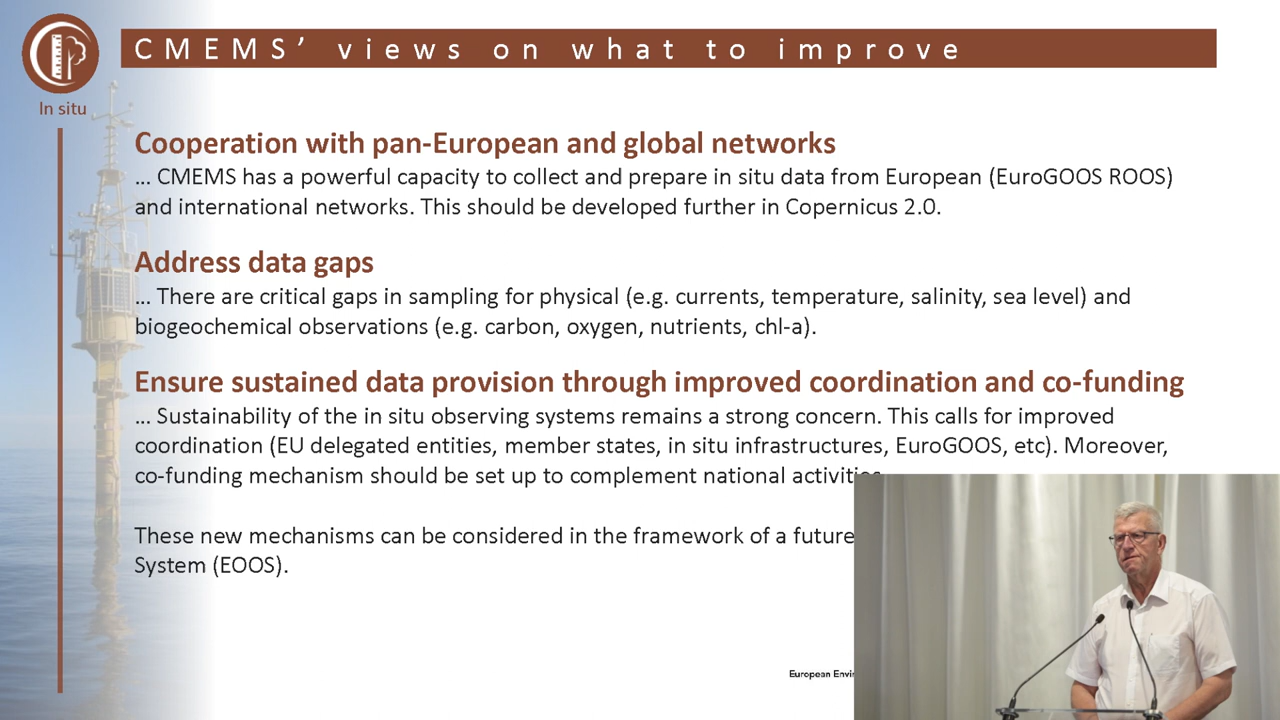 CMEMS’ views on what to improve
In situ
Cooperation with pan-European and global networks
... CMEMS has a powerful capacity to collect and prepare in situ data from European (EuroGOOS ROOS)
and international networks. This should be developed further in Copernicus 2.0.
Address data gaps
... There are critical gaps in sampling for physical (e.g. currents, temperature, salinity, sea level) and
biogeochemical observations (e.g. carbon, oxygen, nutrients, chl-a).
Ensure sustained data provision through improved coordination and co-funding
... Sustainability of the in situ observing systems remains a strong concern. This calls for improved
coordination (EU delegated entities, member states, in situ infrastructures, EuroGOOS, etc). Moreover,
co-funding mechanism should be set up to complement national
These new mechanisms can be considered in the framework of a future
System (EOOS).
European